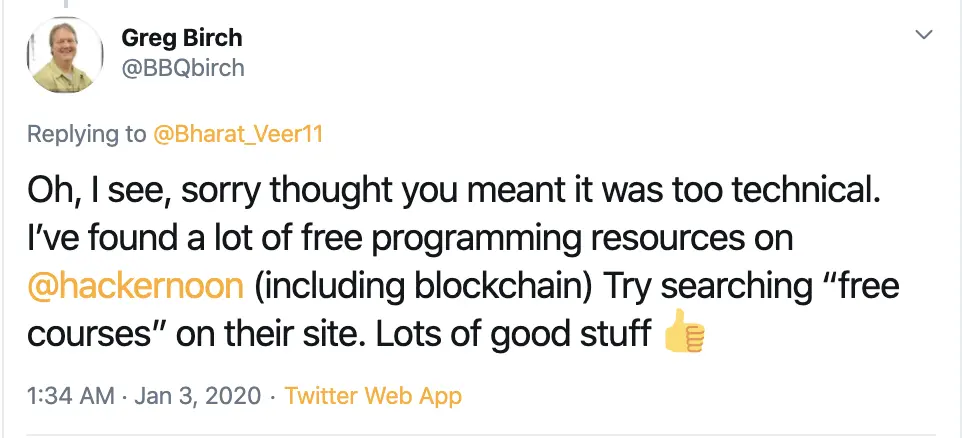 Greg Birch
@BBQbirch
Replying to @Bharat_Veer11
Oh, I see, sorry thought you meant it was too technical.
I’ve found a lot of free programming resources on
@hackernoon (including blockchain) Try searching “free
courses” on their site. Lots of good stuff 👍
1:34 AM · Jan 3, 2020 · Twitter Web App